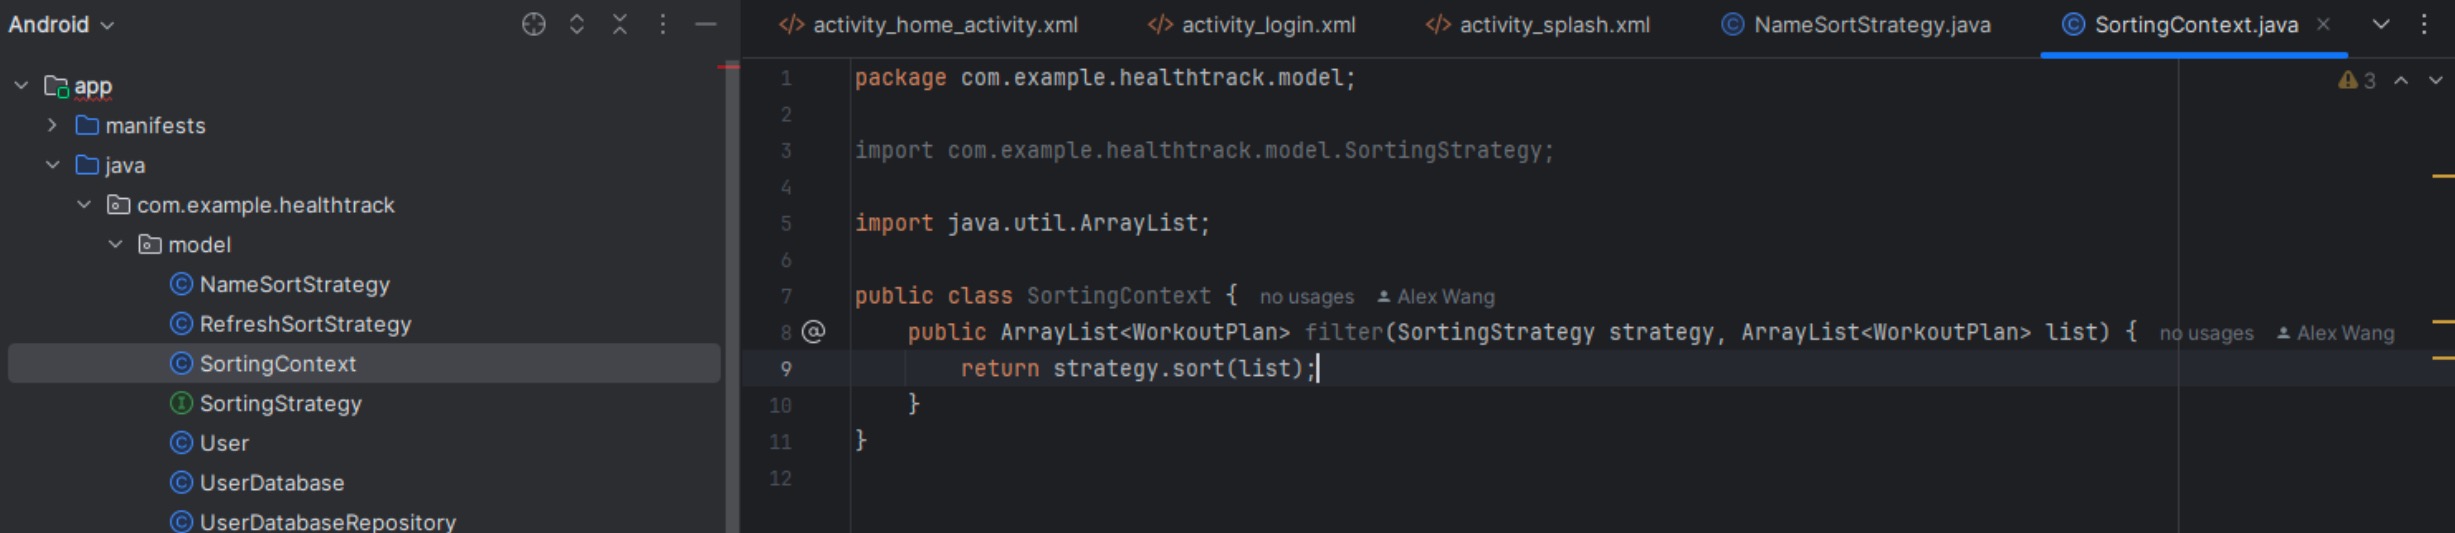 Android
app
manifests
java
com.example.healthtrack
model
NameSortStrategy
RefreshSortStrategy
SortingContext
SortingStrategy
User
UserDatabase
UserDatabaseRepository
activity_home_activity.xml
activity_login.xml
activity_splash.xml
NameSortStrategy.java
SortingContext.java
3
1 package com.example.healthtrack.model;
2
3 import com.example.healthtrack.model.SortingStrategy;
4
5 import java.util.ArrayList;
6
7 public class SortingContext { no usages Alex Wang
8 @ public ArrayList<WorkoutPlan> filter(SortingStrategy strategy, ArrayList<WorkoutPlan> list) { no usages Alex Wang
9 return strategy.sort(list);
10 }
11 }
12